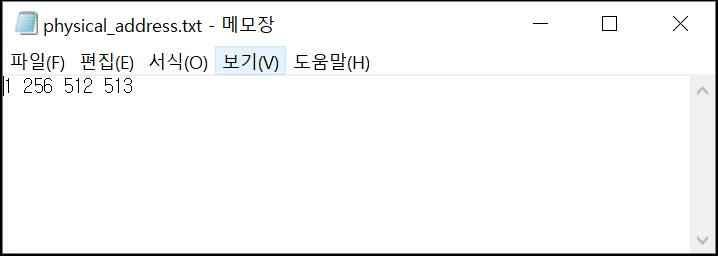 physical_address.txt - 메모장
파일(F) 편집(E) 서식(O) 보기(V) 도움말(H)
1 256 512 513